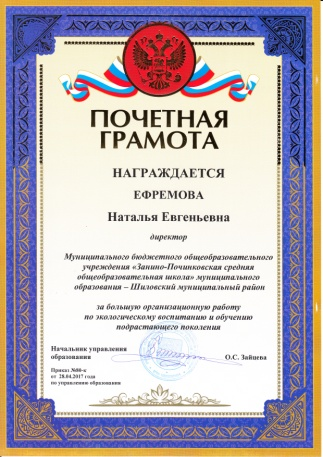 ПОЧЕТНАЯ
ГРАМОТА
НАГРАЖДАЕТСЯ
ЕФРЕМОВА
Наталья Евгеньевна
директор
Муниципального бюджетного общеобразовательного
учреждения «Занино-Починковская средняя
общеобразовательная школа» муниципального
образования – Шиловский муниципальный район
за большую организационную работу
по экологическому воспитанию и обучению
подрастающего поколения
Начальник управления
образования О.С. Зайцева
Приказ №80-к
от 28.04.2017 года
по управлению образования